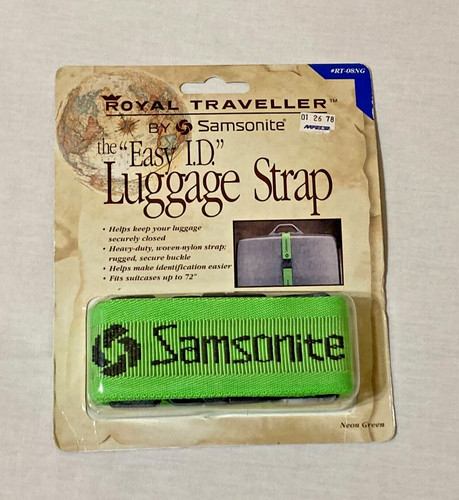 #RT-08NG
ROYAL TRAVELLER™
BY Samsonite®
01 26 78
the "Easy I.D."
Luggage Strap
• Helps keep your luggage
securely closed
• Heavy-duty, woven-nylon strap;
rugged, secure buckle
• Helps make identification easier
• Fits suitcases up to 72"
Samsonite
Neon Green